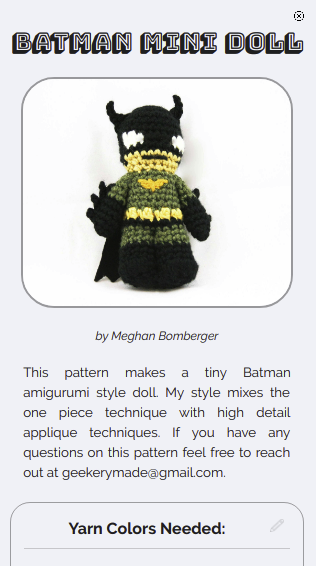 BATMAN MINI DOLL
by Meghan Bomberger
This pattern makes a tiny Batman
amigurumi style doll. My style mixes the
one piece technique with high detail
applique techniques. If you have any
questions on this pattern feel free to reach
out at geekerymade@gmail.com.
Yarn Colors Needed: